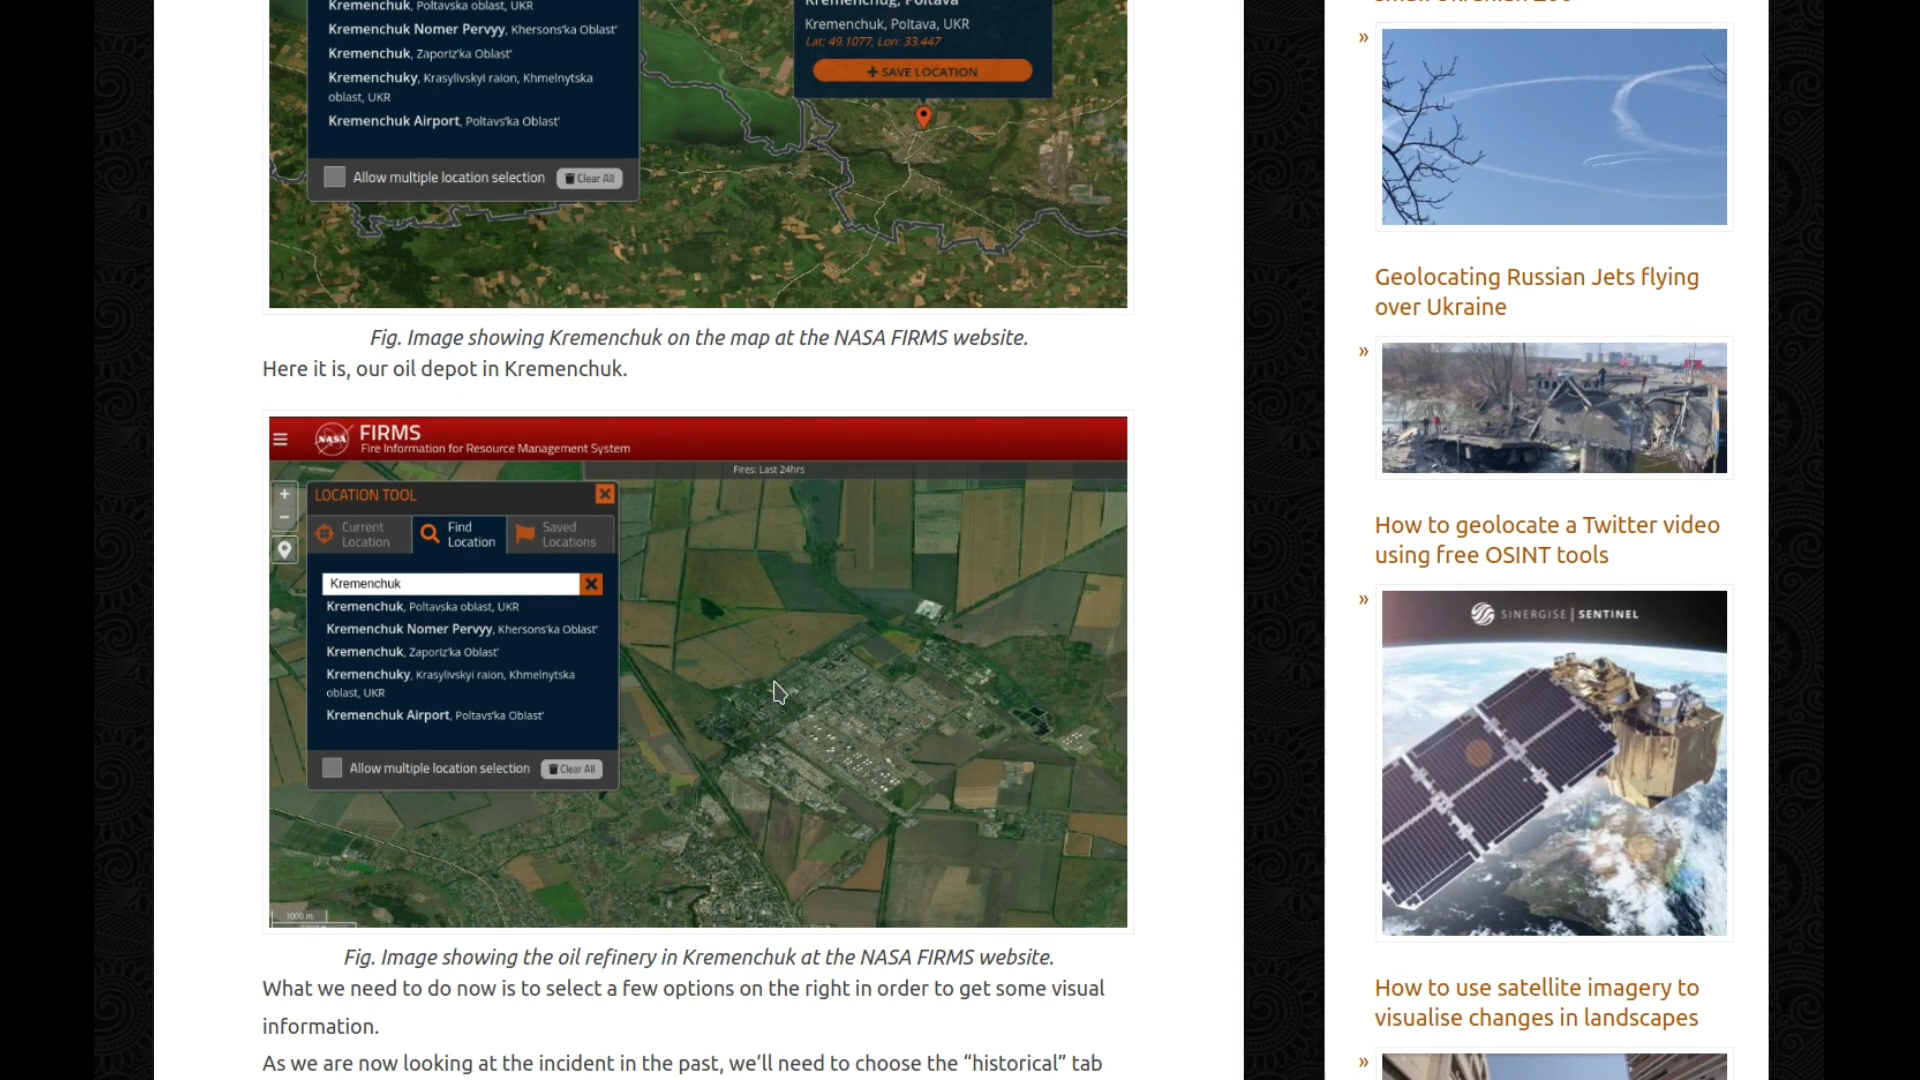 Kremenchuk, Poltavska oblast, UKR
Kremenchuk Nomer Pervyy, Khersons'ka Oblast'
Kremenchuk, Zaporiz'ka Oblast'
Kremenchuky, Krasylivskyi raion, Khmelnytska
oblast, UKR
Kremenchuk Airport, Poltavs'ka Oblast'
Allow multiple location selection
Clear All
Kremenchug, Poltava
Kremenchuk, Poltava, UKR
Lat: 49.1077, Lon: 33.447
+ SAVE LOCATION
Fig. Image showing Kremenchuk on the map at the NASA FIRMS website.
Here it is, our oil depot in Kremenchuk.
NASA
FIRMS
Fire Information for Resource Management System
Fires: Last 24hrs
LOCATION TOOL
Current
Location
Find
Location
Saved
Locations
Kremenchuk
Kremenchuk, Poltavska oblast, UKR
Kremenchuk Nomer Pervyy, Khersons'ka Oblast'
Kremenchuk, Zaporiz'ka Oblast'
Kremenchuky, Krasylivskyi raion, Khmelnytska
oblast, UKR
Kremenchuk Airport, Poltavs'ka Oblast'
Allow multiple location selection
Clear All
1000 m
Fig. Image showing the oil refinery in Kremenchuk at the NASA FIRMS website.
What we need to do now is to select a few options on the right in order to get some visual
information.
As we are now looking at the incident in the past, we’ll need to choose the “historical” tab
»
Geolocating Russian Jets flying
over Ukraine
»
How to geolocate a Twitter video
using free OSINT tools
»
SINERGISE | SENTINEL
How to use satellite imagery to
visualise changes in landscapes
»